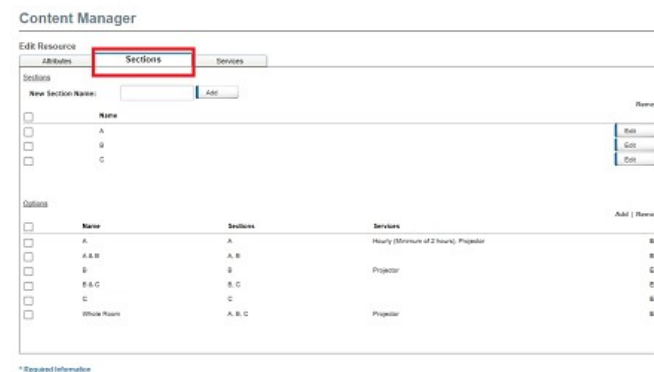 Content Manager
Edit Resource
Attributes Sections Services
Sections
New Section Name: Add
Name
A
Edit
B
Edit
C
Edit
Options
Add |
Name Sections Services
A A Hourly (Minimum of 2 hours), Projector
A & B A, B
B B Projector
B & C B, C
C C
Whole Room A, B, C Projector
* Required Information